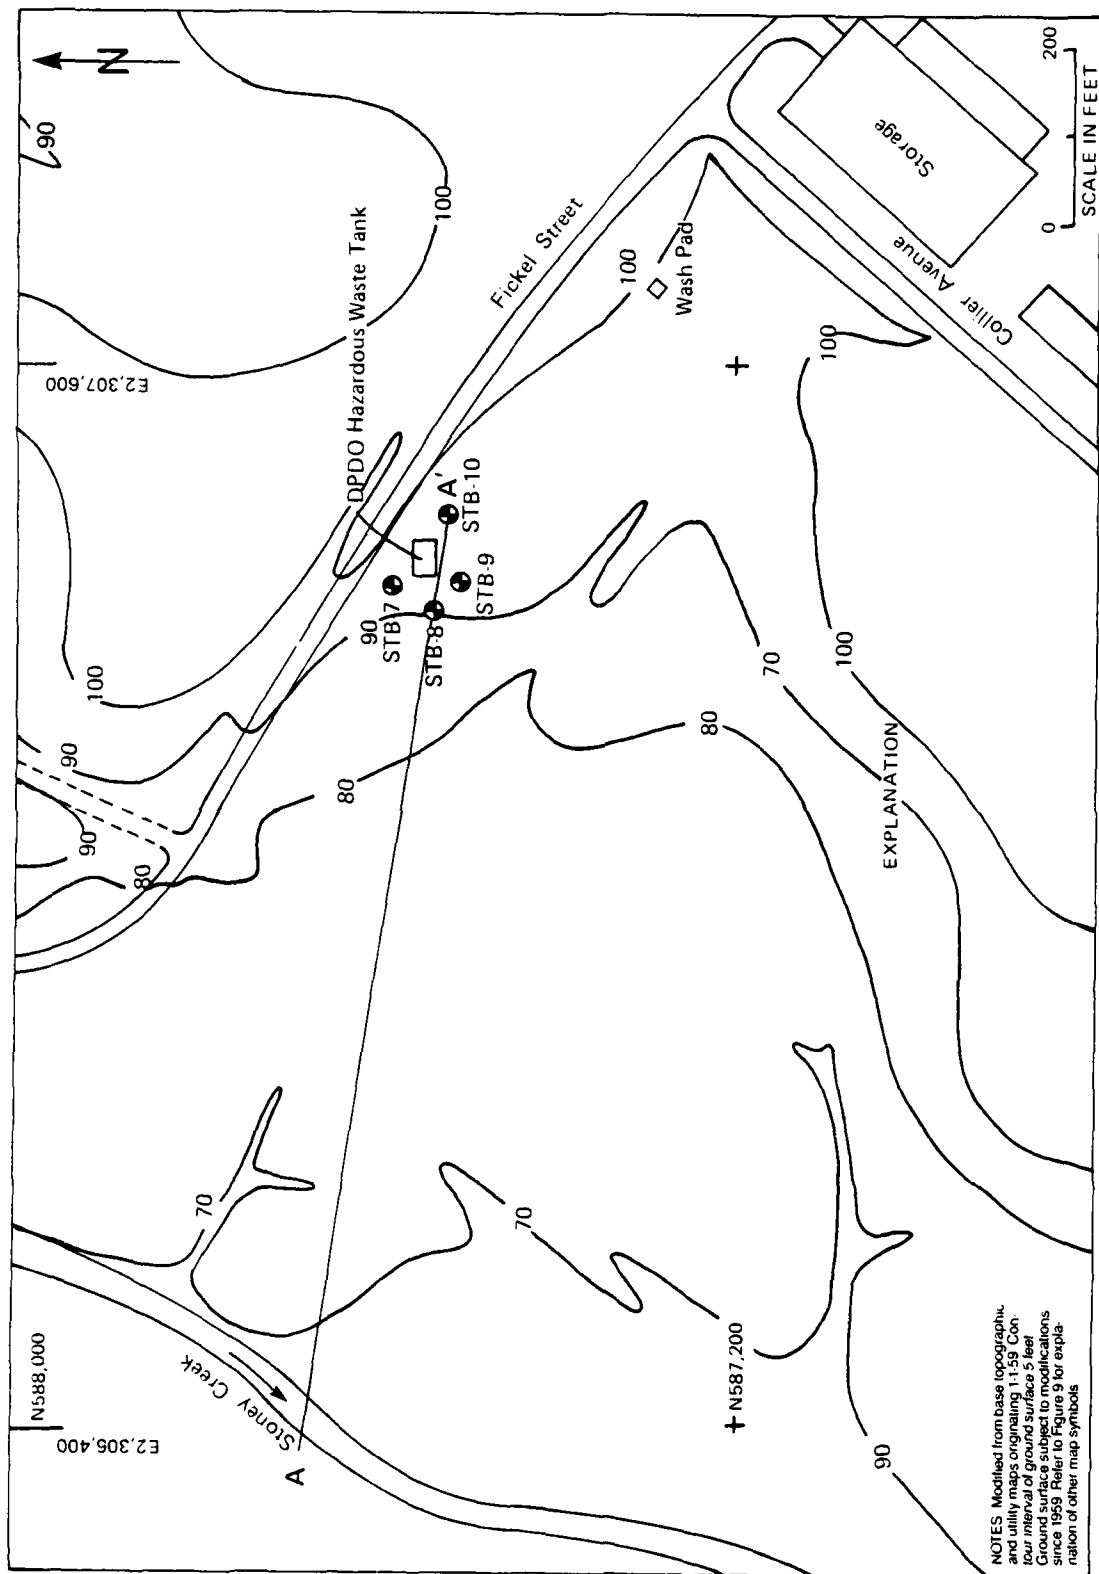 N588,000
E2,306,400
Stoney Creek
A
70
70
N587,200
90
80
90
90
100
80
80
70
100
EXPLANATION
90
STB-7
STB-8
STB-9
STB-10
A'
DPDO Hazardous Waste Tank
Fickel Street
E2,307,600
100
90
N
100
Wash Pad
100
Collier Avenue
Storage
0 200
SCALE IN FEET
NOTES Modified from base topographic
and utility maps originating 1-1-59 Con-
tour interval of ground surface 5 feet
Ground surface subject to modifications
since 1959 Refer to Figure 9 for expla-
nation of other map symbols